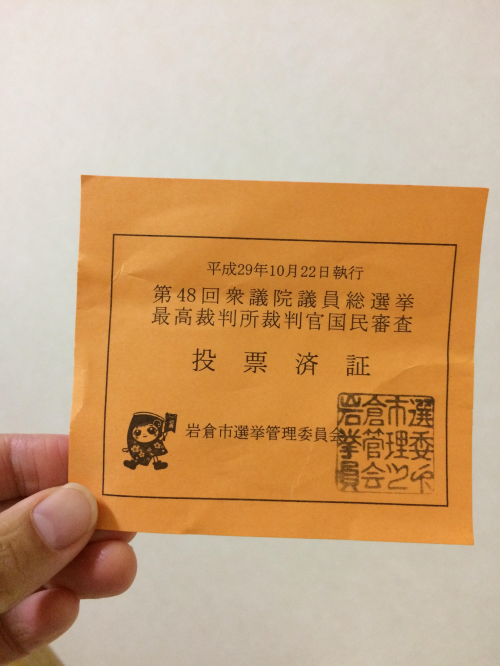 平成29年10月22日執行
第48回衆議院議員総選挙
最高裁判所裁判官国民審査
投票済証
岩倉市選挙管理委員会
岩倉市選
挙管理委
員会之印